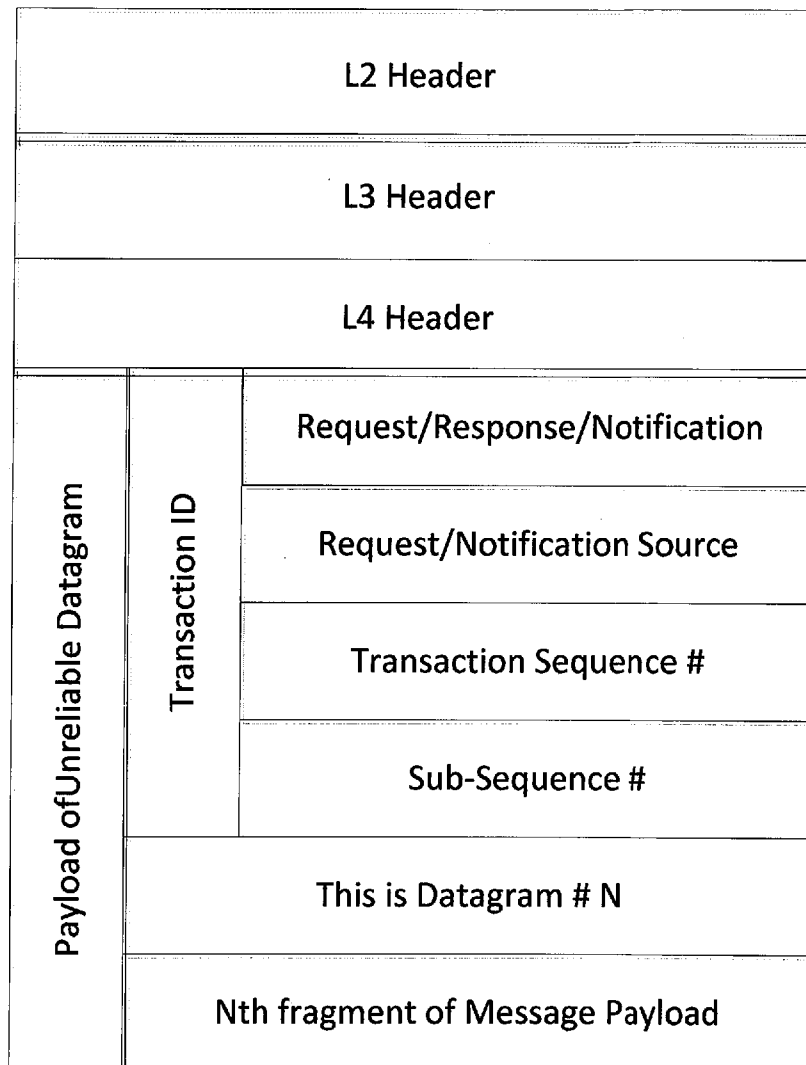 L2 Header
L3 Header
L4 Header
Payload ofUnreliable Datagram
Transaction ID
Request/Response/Notification
Request/Notification Source
Transaction Sequence #
Sub-Sequence #
This is Datagram # N
Nth fragment of Message Payload